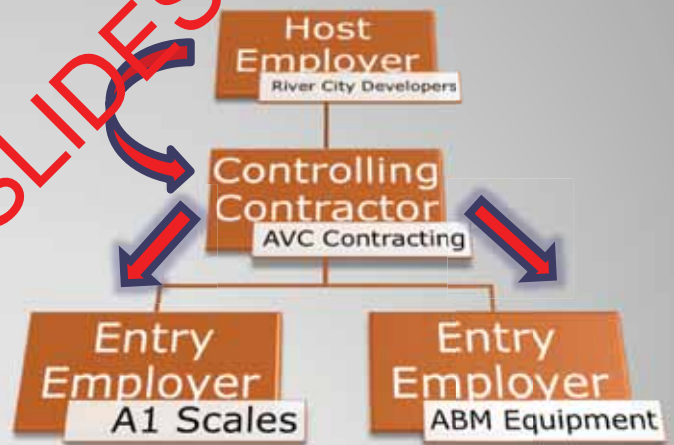 SLIDES
Host
Employer
River City Developers
Controlling
Contractor
AVC Contracting
Entry
Employer
A1 Scales
Entry
Employer
ABM Equipment